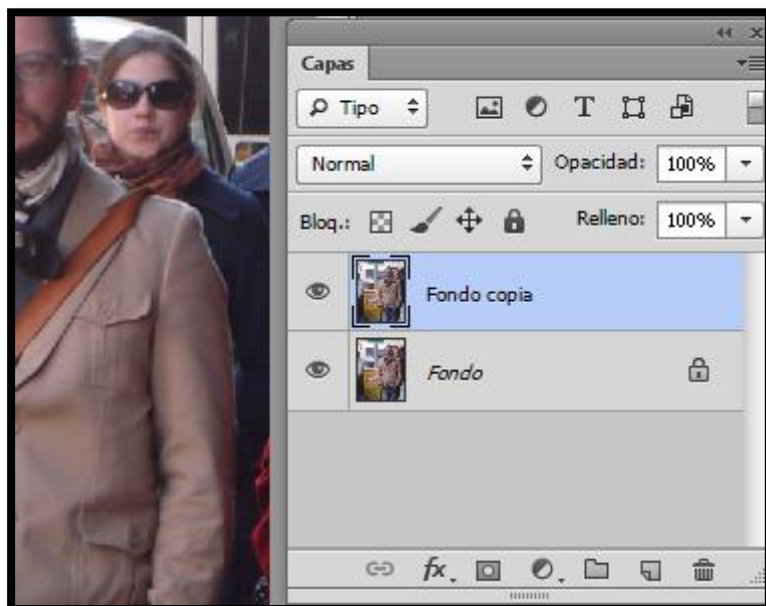 Capas
Tipo
Normal Opacidad: 100%
Bloq.: Relleno: 100%
Fondo copia
Fondo
fx